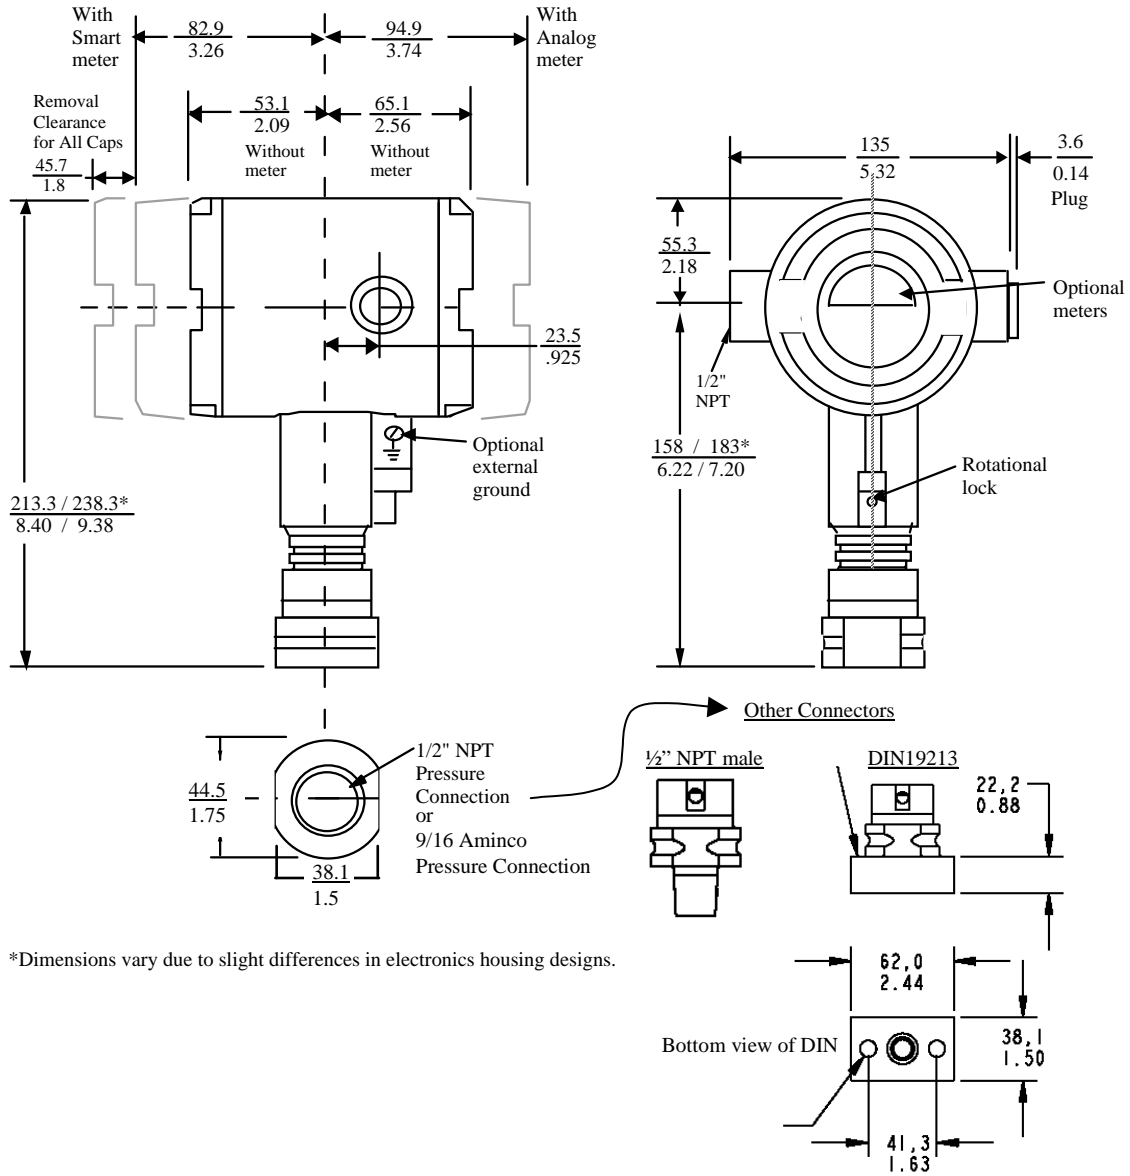 With
Smart
meter
82.9
3.26
94.9
3.74
With
Analog
meter
Removal
Clearance
for All Caps
45.7
1.8
53.1
2.09
Without
meter
65.1
2.56
Without
meter
135
5.32
3.6
0.14
Plug
55.3
2.18
Optional
meters
23.5
.925
1/2"
NPT
Optional
external
ground
158 / 183*
6.22 / 7.20
Rotational
lock
213.3 / 238.3*
8.40 / 9.38
Other Connectors
1/2" NPT
Pressure
Connection
or
9/16 Aminco
Pressure Connection
44.5
1.75
38.1
1.5
½” NPT male
DIN19213
22,2
0.88
*Dimensions vary due to slight differences in electronics housing designs.
62,0
2.44
Bottom view of DIN
38,1
1.50
41,3
1.63